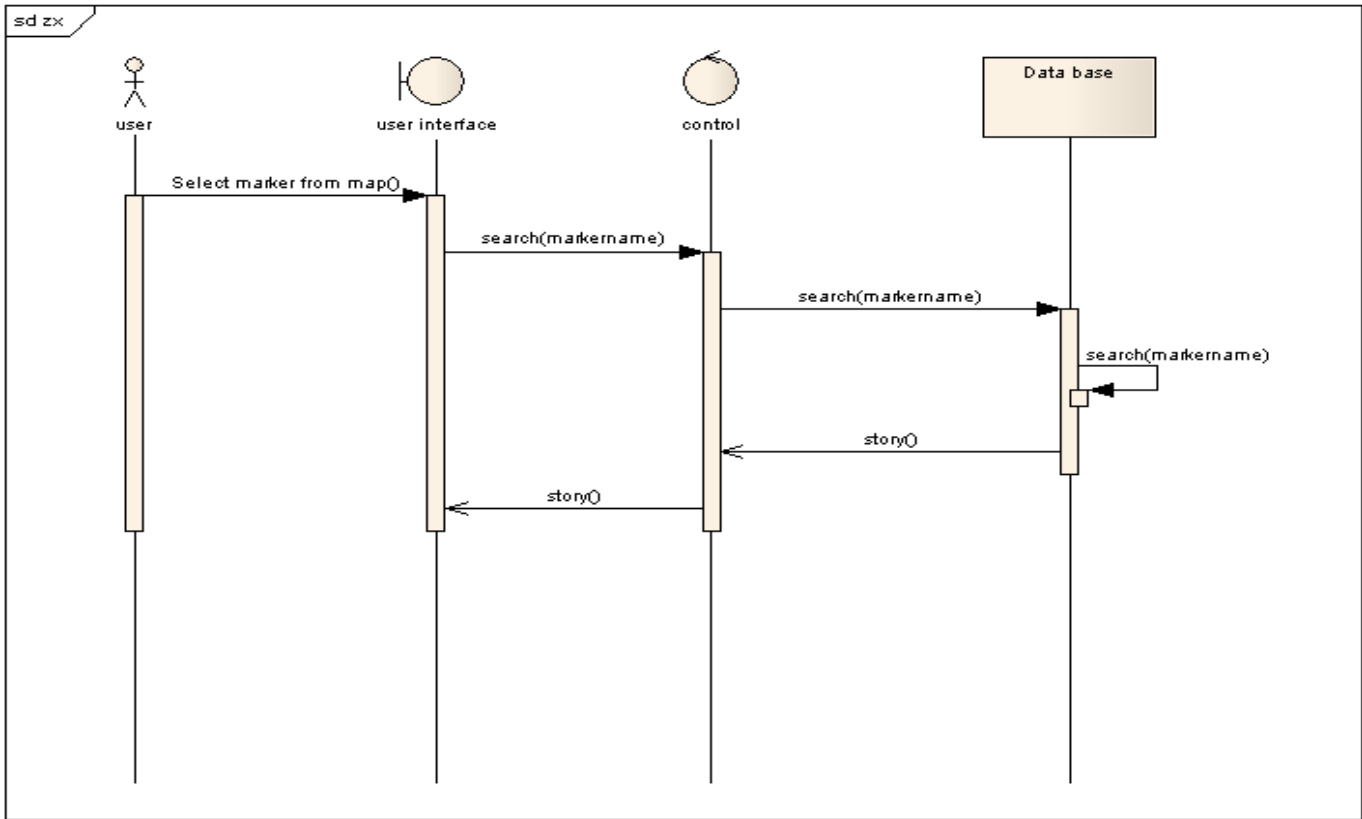 sd zx
Data base
user
user interface
control
Select marker from map()
search(markername)
search(markername)
search(markername)
story()
story()